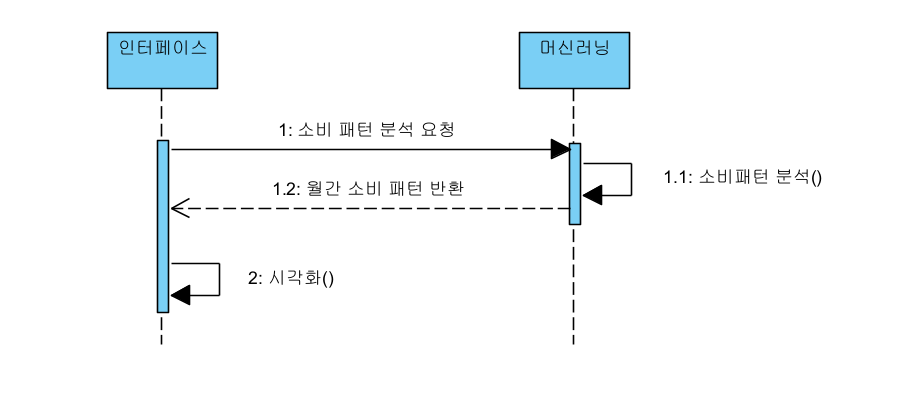 인터페이스
머신러닝
1: 소비 패턴 분석 요청
1.1: 소비패턴 분석()
1.2: 월간 소비 패턴 반환
2: 시각화()